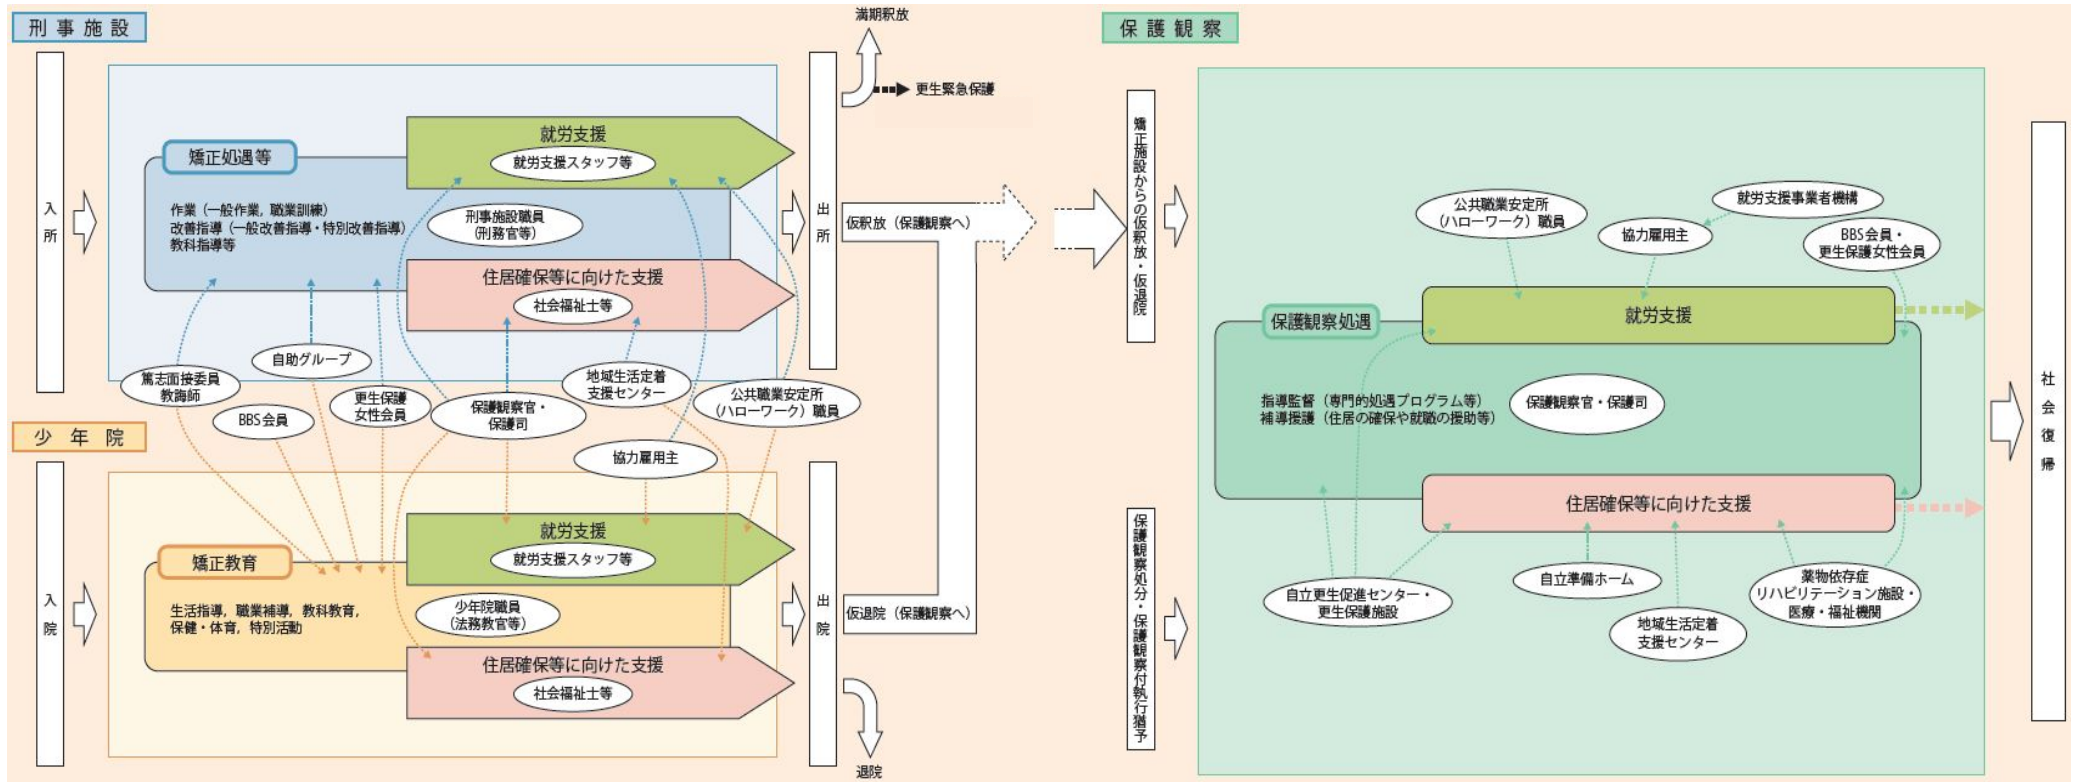 刑事施設
入所
矯正処遇等
作業（一般作業，職業訓練）
改善指導（一般改善指導・特別改善指導）
教科指導等
就労支援
就労支援スタッフ等
刑事施設職員
（刑務官等）
住居確保等に向けた支援
社会福祉士等
出所
満期釈放
更生緊急保護
仮釈放（保護観察へ）
篤志面接委員
教誨師
自助グループ
BBS会員
更生保護
女性会員
保護観察官・
保護司
地域生活定着
支援センター
協力雇用主
公共職業安定所
（ハローワーク）職員
少年院
入院
矯正教育
生活指導，職業補導，教科教育，
保健・体育，特別活動
就労支援
就労支援スタッフ等
少年院職員
（法務教官等）
住居確保等に向けた支援
社会福祉士等
出院
仮退院（保護観察へ）
退院
保護観察
矯正施設からの仮釈放・仮退院
保護観察処分・保護観察付執行猶予
公共職業安定所
（ハローワーク）職員
就労支援事業者機構
協力雇用主
BBS会員・
更生保護女性会員
就労支援
保護観察処遇
指導監督（専門的処遇プログラム等）
補導援護（住居の確保や就職の援助等）
保護観察官・保護司
住居確保等に向けた支援
自立更生促進センター・
更生保護施設
自立準備ホーム
地域生活定着
支援センター
薬物依存症
リハビリテーション施設・
医療・福祉機関
社会復帰